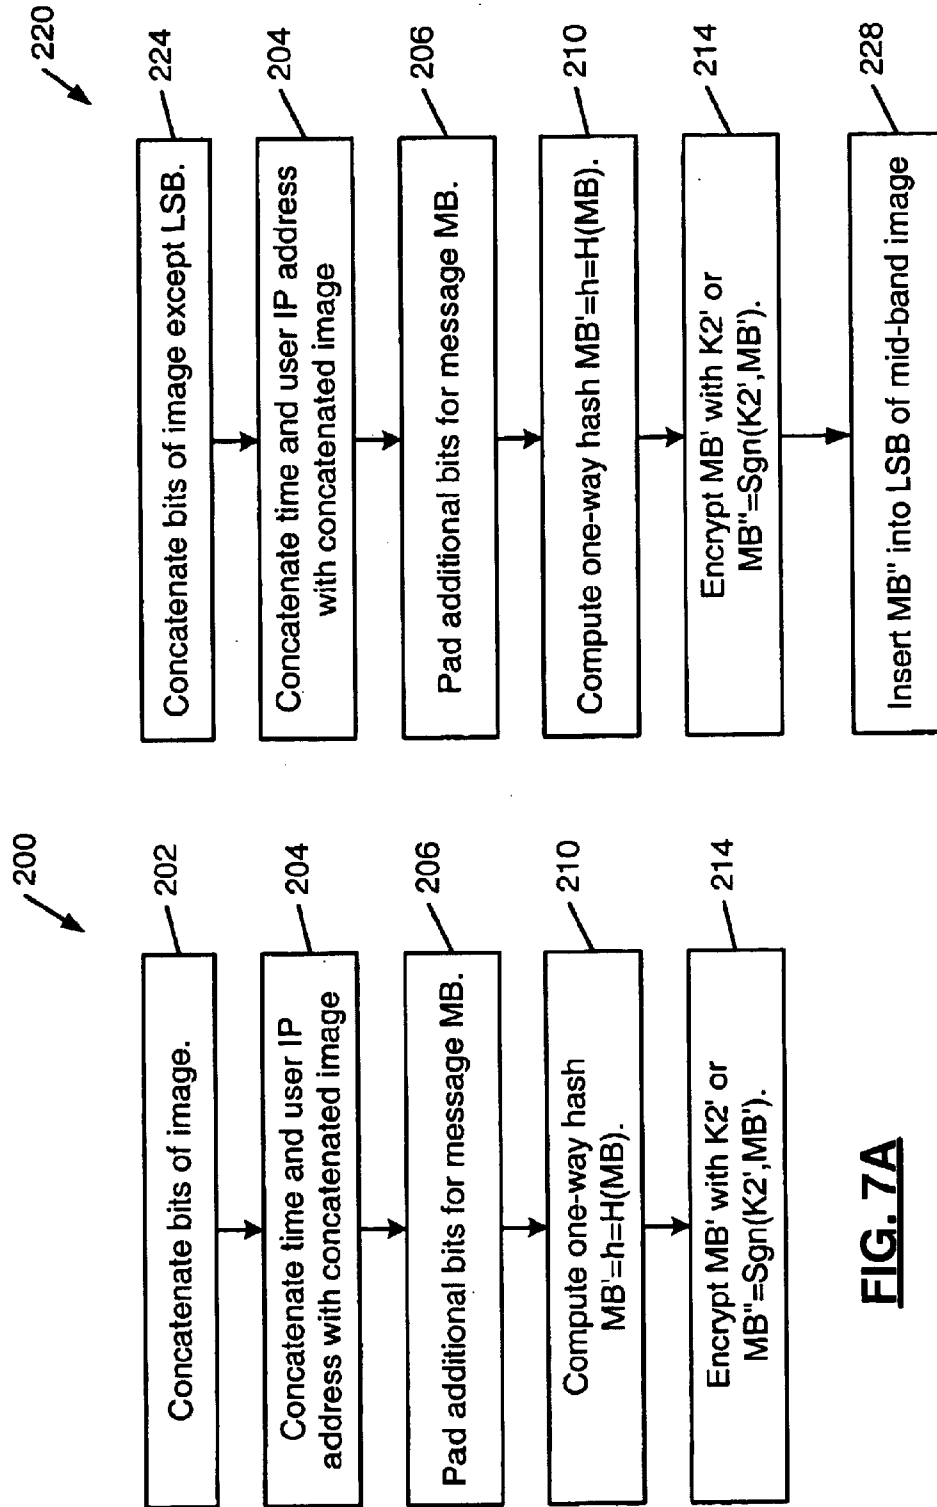 200
202
Concatenate bits of image.
204
Concatenate time and user IP
address with concatenated image
206
Pad additional bits for message MB.
210
Compute one-way hash
MB'=h=H(MB).
214
Encrypt MB' with K2' or
MB"=Sgn(K2',MB').
220
224
Concatenate bits of image except LSB.
204
Concatenate time and user IP address
with concatenated image
206
Pad additional bits for message MB.
210
Compute one-way hash MB'=h=H(MB).
214
Encrypt MB' with K2' or
MB"=Sgn(K2',MB').
228
Insert MB" into LSB of mid-band image
FIG. 7A